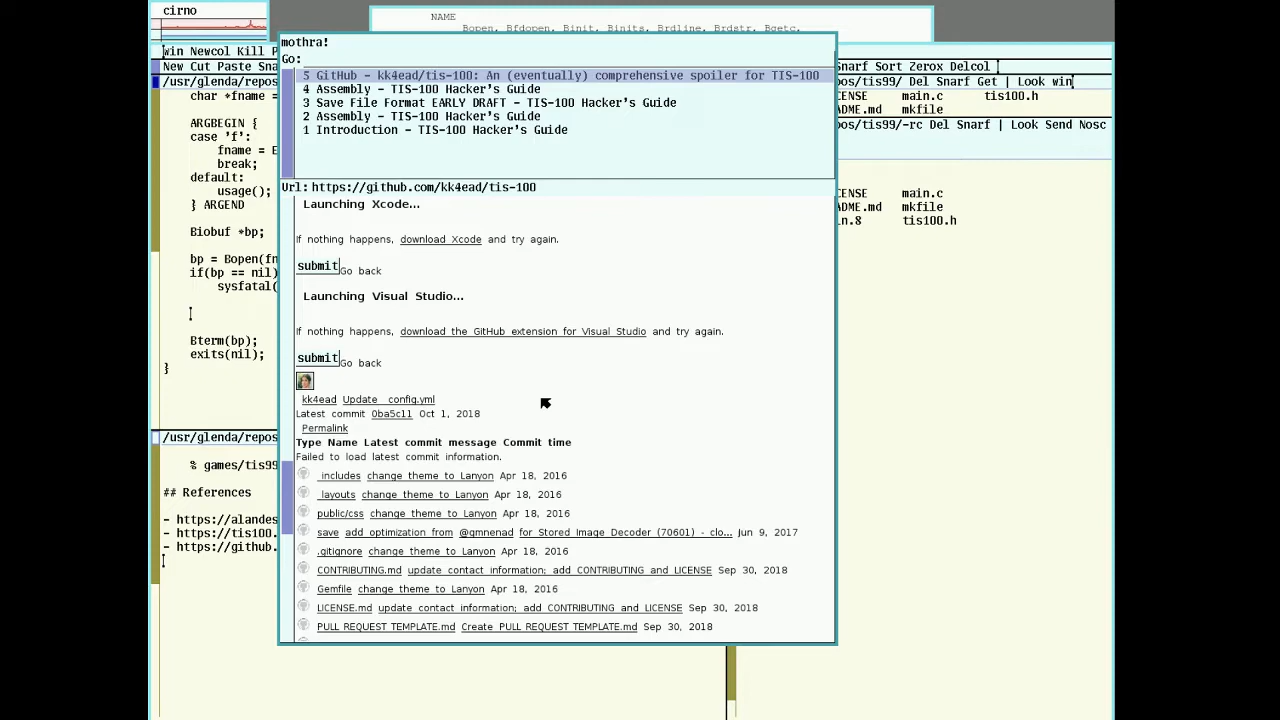 cirno
NAME
Bopen, Bfdopen, Binit, Binits, Brdline, Brdstr, Bgetc,
mothra!
Go:
5 GitHub - kk4ead/tis-100: An (eventually) comprehensive spoiler for TIS-100
4 Assembly - TIS-100 Hacker's Guide
3 Save File Format EARLY DRAFT - TIS-100 Hacker's Guide
2 Assembly - TIS-100 Hacker's Guide
1 Introduction - TIS-100 Hacker's Guide
Url: https://github.com/kk4ead/tis-100
Launching Xcode...
If nothing happens, download Xcode and try again.
submit Go back
Launching Visual Studio...
If nothing happens, download the GitHub extension for Visual Studio and try again.
submit Go back
kk4ead Update _config.yml
Latest commit 0ba5c11 Oct 1, 2018
Permalink
Type Name Latest commit message Commit time
Failed to load latest commit information.
_includes change theme to Lanyon Apr 18, 2016
_layouts change theme to Lanyon Apr 18, 2016
public/css change theme to Lanyon Apr 18, 2016
save add optimization from @gmnenad for Stored Image Decoder (70601) - clo... Jun 9, 2017
.gitignore change theme to Lanyon Apr 18, 2016
CONTRIBUTING.md update contact information; add CONTRIBUTING and LICENSE Sep 30, 2018
Gemfile change theme to Lanyon Apr 18, 2016
LICENSE.md update contact information; add CONTRIBUTING and LICENSE Sep 30, 2018
PULL_REQUEST_TEMPLATE.md Create PULL_REQUEST_TEMPLATE.md Sep 30, 2018
Win Newcol Kill P
New Cut Paste Sna
/usr/glenda/repos
char *fname =
ARGBEGIN {
case 'f':
fname = E
break;
default:
usage();
} ARGEND
Biobuf *bp;
bp = Bopen(fn
if(bp == nil)
sysfatal(
Bterm(bp);
exits(nil);
}
/usr/glenda/repos
% games/tis99
## References
- https://alandes
- https://tis100.
- https://github.
Snarf Sort Zerox Delcol
pos/tis99/ Del Snarf Get | Look win
CENSE main.c tis100.h
ADME.md mkfile
pos/tis99/-rc Del Snarf | Look Send Nosc
CENSE main.c
ADME.md mkfile
in.8 tis100.h